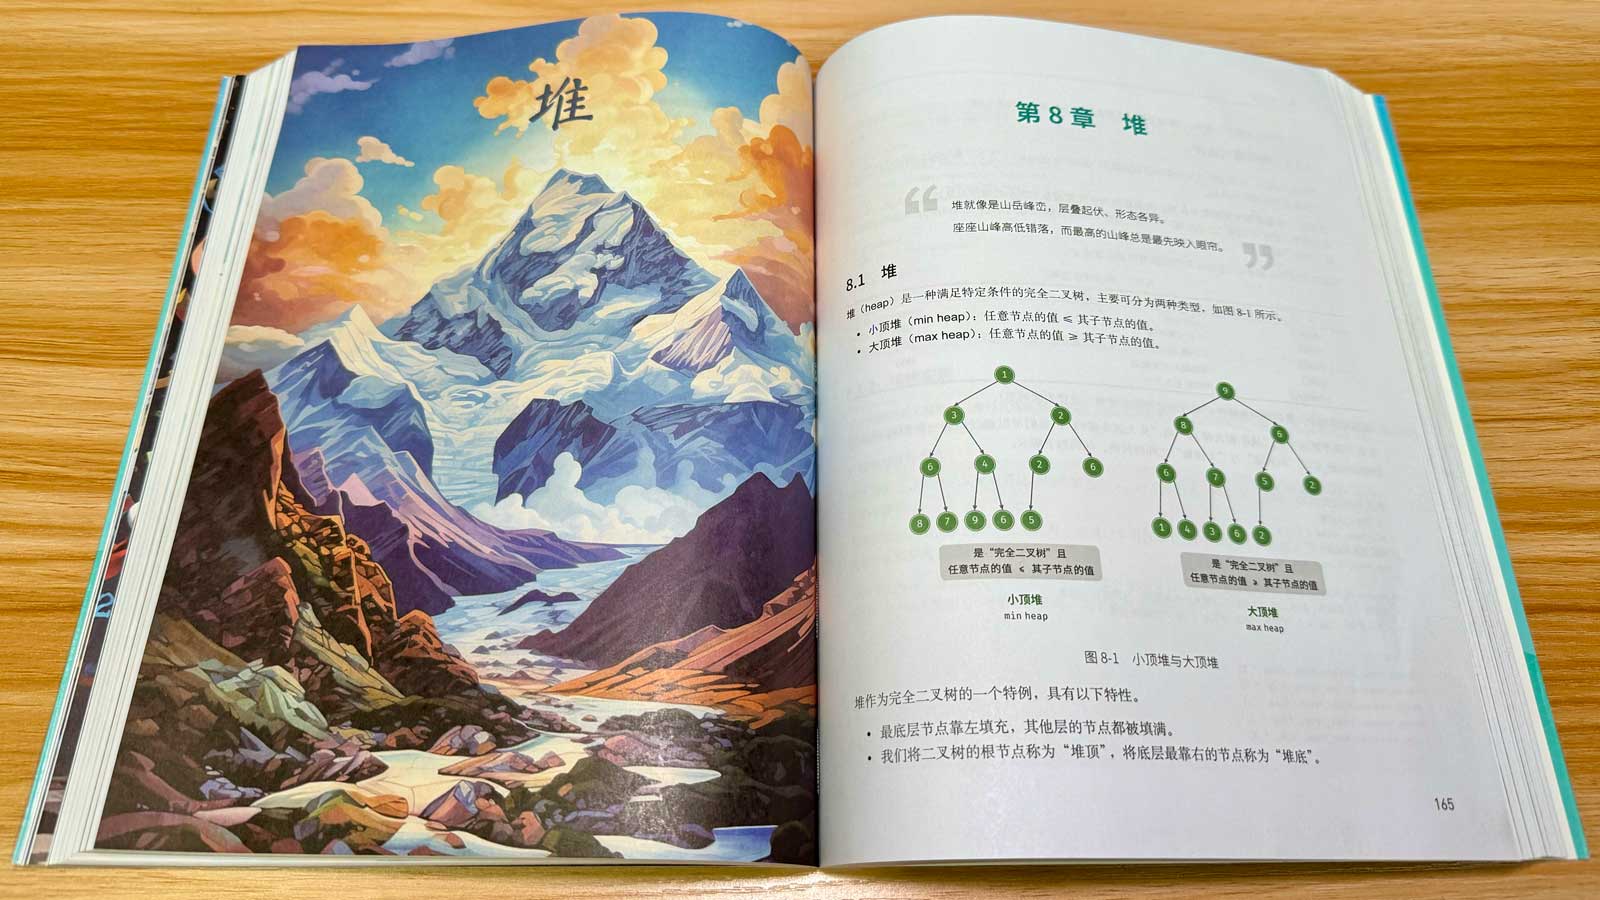 堆
第 8 章 堆
堆就像是山岳峰峦，层叠起伏、形态各异。
座座山峰高低错落，而最高的山峰总是最先映入眼帘。
8.1 堆
堆（heap）是一种满足特定条件的完全二叉树，主要可分为两种类型，如图 8-1 所示。
• 小顶堆（min heap）：任意节点的值 ≤ 其子节点的值。
• 大顶堆（max heap）：任意节点的值 ≥ 其子节点的值。
1
3 2
6 4 2 6
8 7 9 6 5
是“完全二叉树”且
任意节点的值 ≤ 其子节点的值
小顶堆
min heap
9
8 6
6 7 5 2
1 4 3 6 2
是“完全二叉树”且
任意节点的值 ≥ 其子节点的值
大顶堆
max heap
图 8-1 小顶堆与大顶堆
堆作为完全二叉树的一个特例，具有以下特性。
• 最底层节点靠左填充，其他层的节点都被填满。
• 我们将二叉树的根节点称为“堆顶”，将底层最靠右的节点称为“堆底”。
165